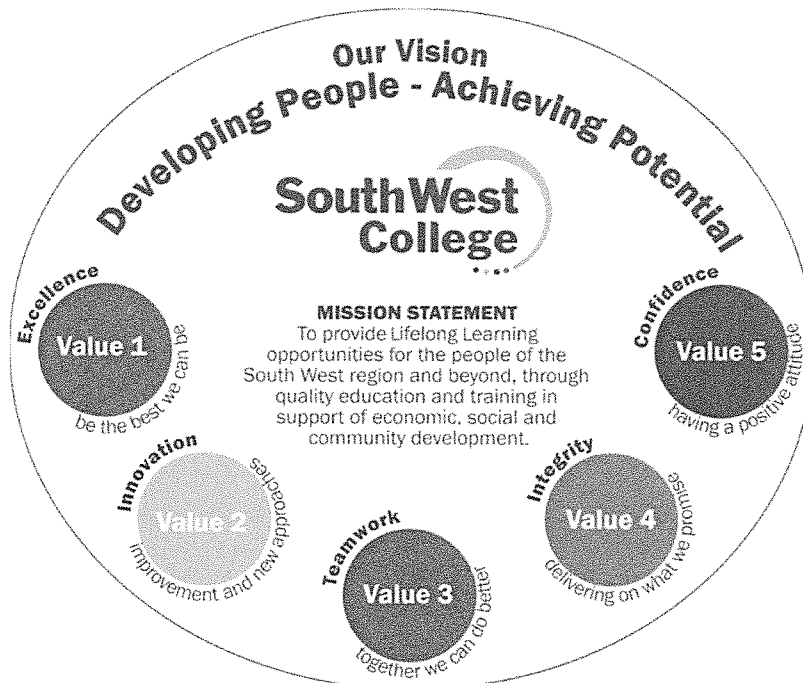 Our Vision
Developing People - Achieving Potential
SouthWest
College
MISSION STATEMENT
To provide Lifelong Learning
opportunities for the people of the
South West region and beyond, through
quality education and training in
support of economic, social and
community development.
Excellence
Value 1
be the best we can be
Innovation
Value 2
improvement and new approaches
Teamwork
Value 3
together we can do better
Integrity
Value 4
delivering on what we promise
Confidence
Value 5
having a positive attitude